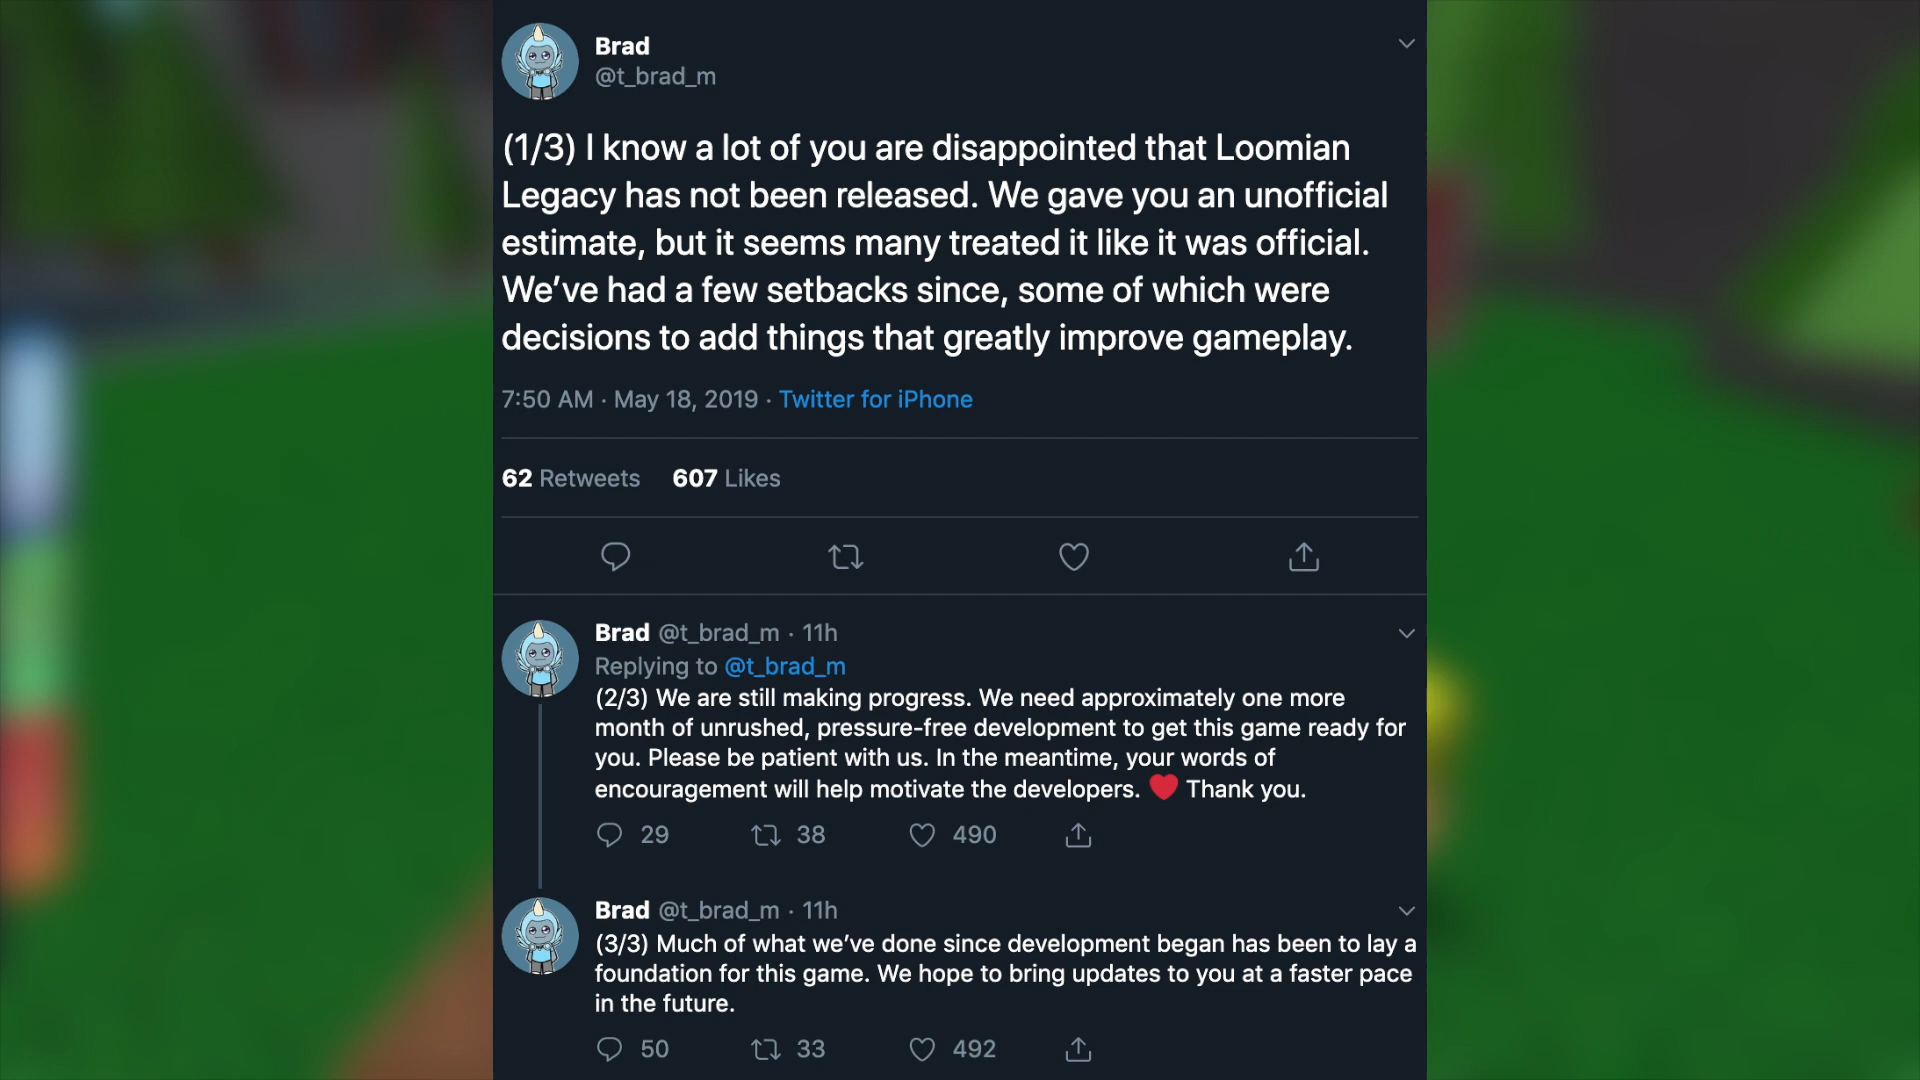 Brad
@t_brad_m
(1/3) I know a lot of you are disappointed that Loomian
Legacy has not been released. We gave you an unofficial
estimate, but it seems many treated it like it was official.
We’ve had a few setbacks since, some of which were
decisions to add things that greatly improve gameplay.
7:50 AM · May 18, 2019 · Twitter for iPhone
62 Retweets 607 Likes
Brad @t_brad_m · 11h
Replying to @t_brad_m
(2/3) We are still making progress. We need approximately one more
month of unrushed, pressure-free development to get this game ready for
you. Please be patient with us. In the meantime, your words of
encouragement will help motivate the developers. ❤️ Thank you.
29 38 490
Brad @t_brad_m · 11h
(3/3) Much of what we’ve done since development began has been to lay a
foundation for this game. We hope to bring updates to you at a faster pace
in the future.
50 33 492